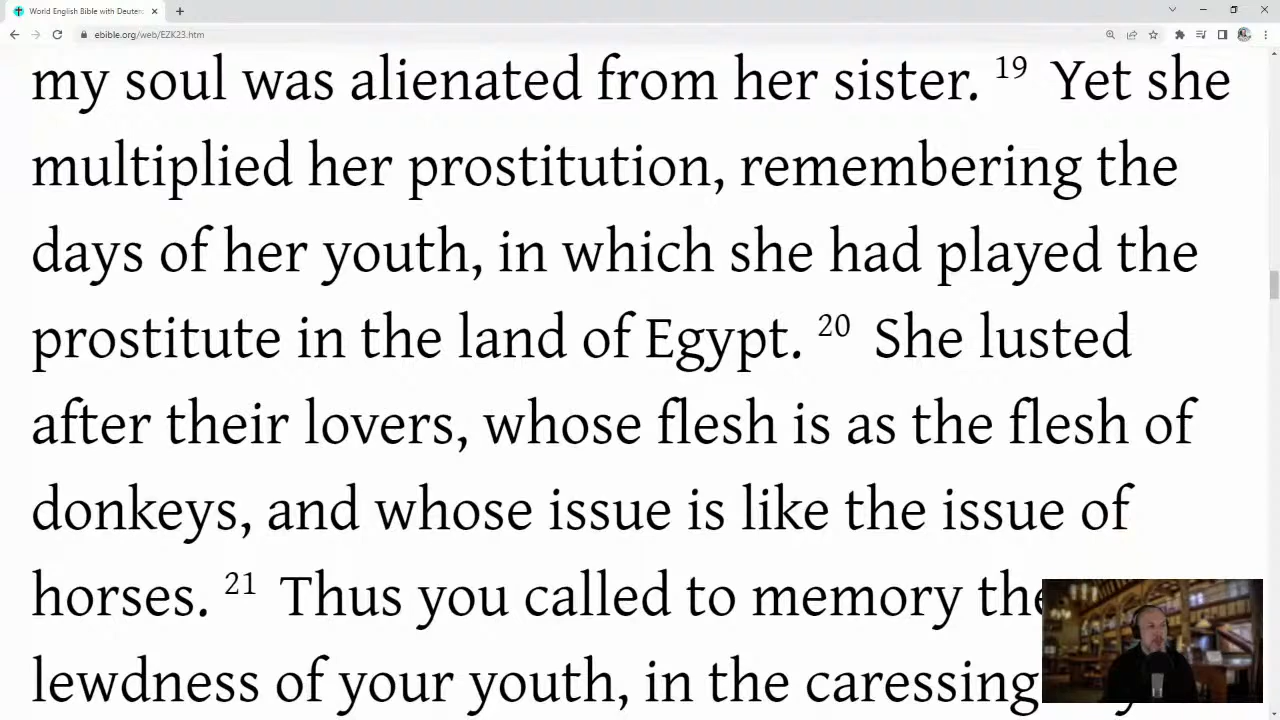 World English Bible with Deutero
ebible.org/web/EZK23.htm
my soul was alienated from her sister. 19 Yet she
multiplied her prostitution, remembering the
days of her youth, in which she had played the
prostitute in the land of Egypt. 20 She lusted
after their lovers, whose flesh is as the flesh of
donkeys, and whose issue is like the issue of
horses. 21 Thus you called to memory the
lewdness of your youth, in the caressing